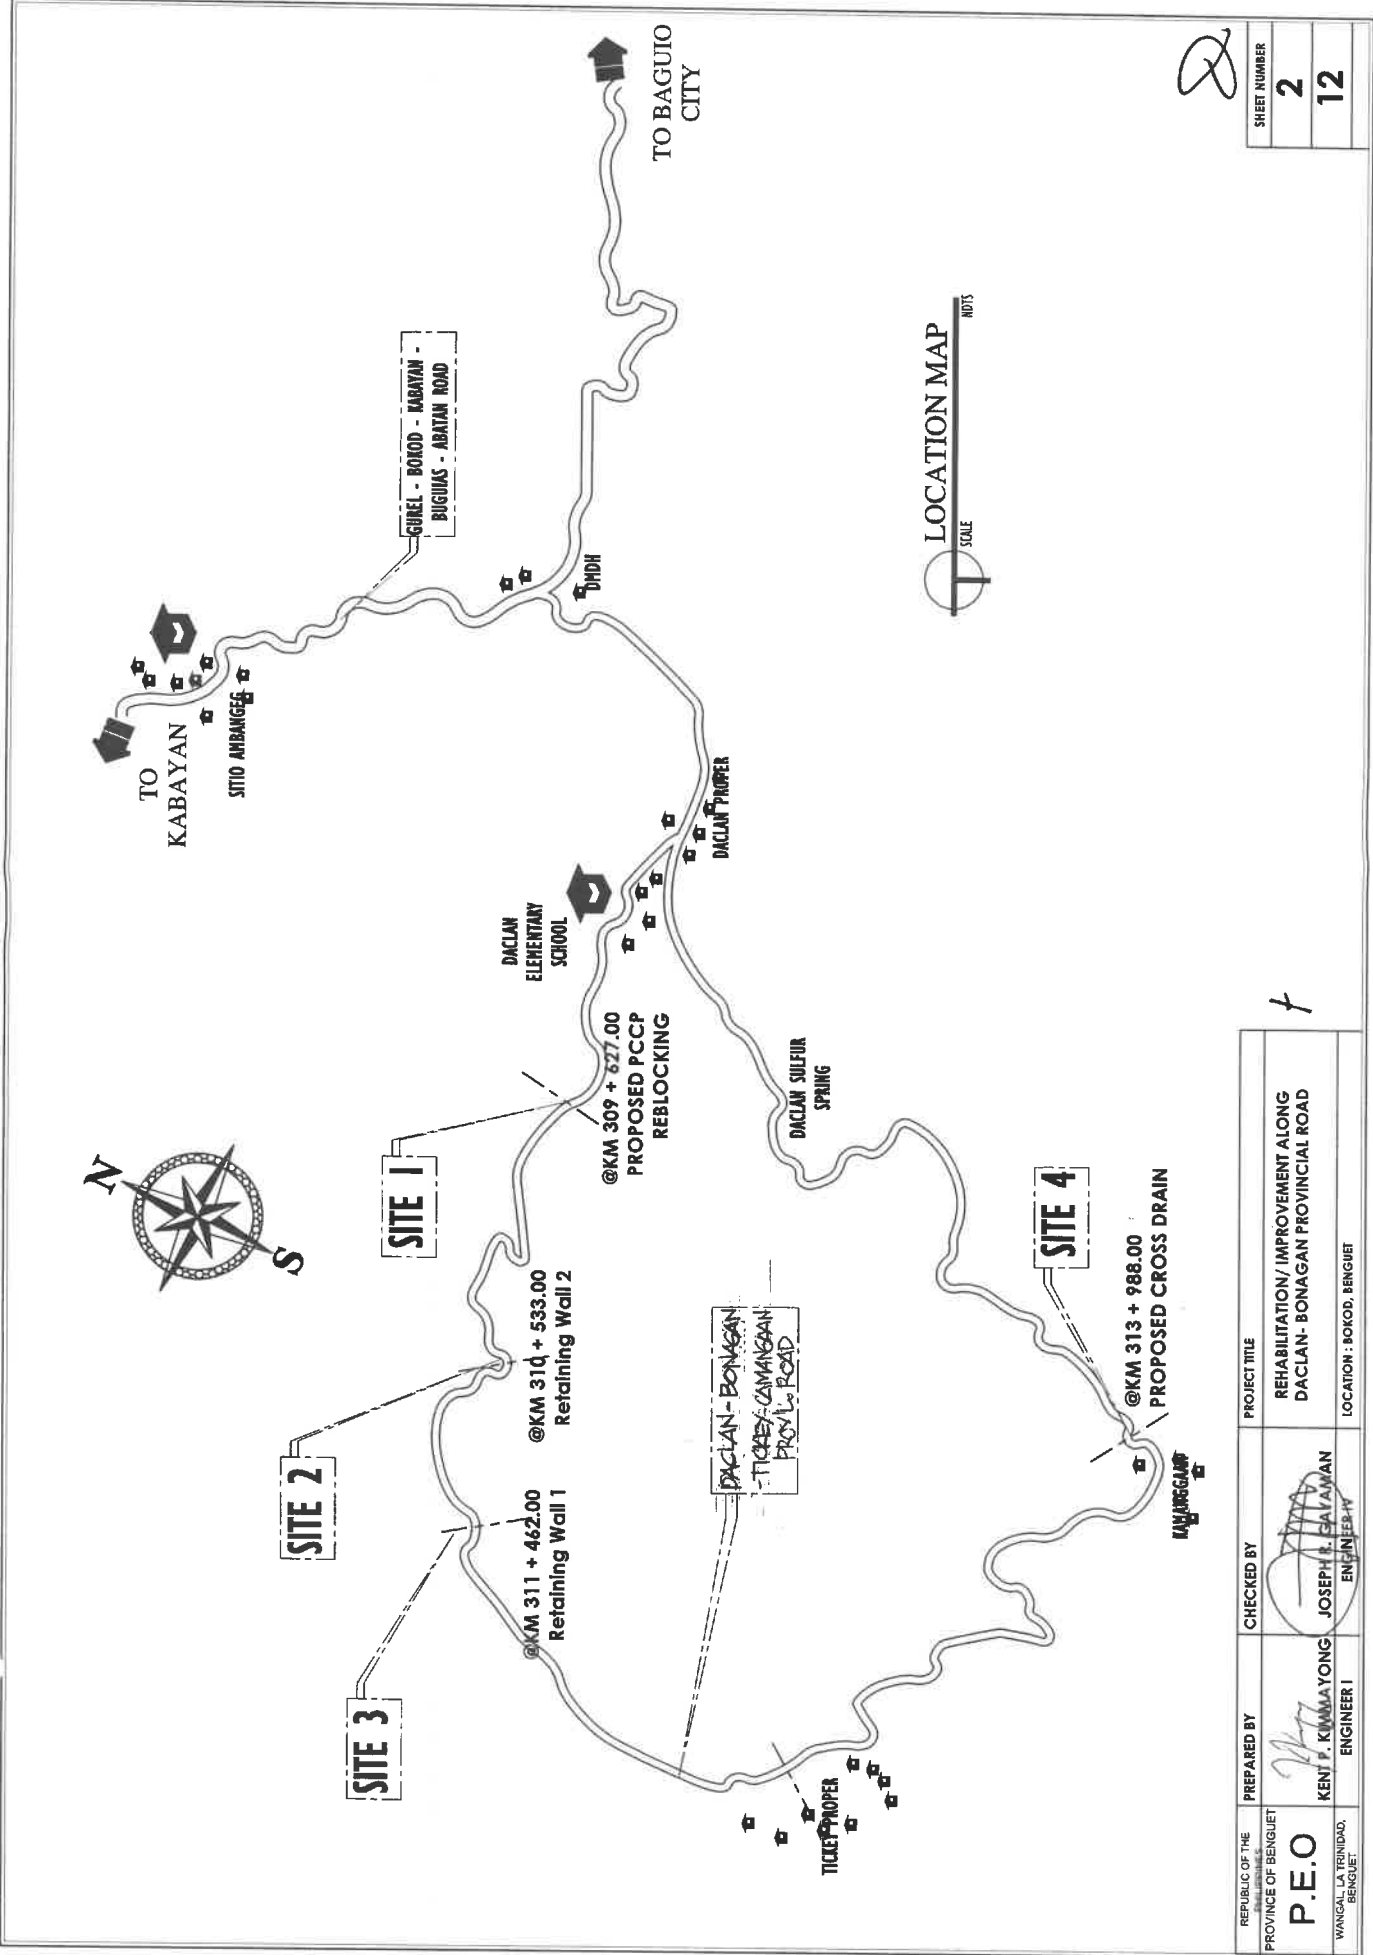 N
S
TO
KABAYAN
SITIO AMBANGEG
GUREL - BOKOD - KABAYAN -
BUGUIAS - ABATAN ROAD
TO BAGUIO
CITY
DMDH
DACLAN
ELEMENTARY
SCHOOL
DACLAN PROPER
SITE 1
@KM 309 + 627.00
PROPOSED PCCP
REBLOCKING
SITE 2
@KM 310 + 533.00
Retaining Wall 2
SITE 3
@KM 311 + 462.00
Retaining Wall 1
DACLAN SULFUR
SPRING
DACLAN-BONAGAN
-TICKEY-CAMANGAAN
PROV'L. ROAD
SITE 4
@KM 313 + 988.00
PROPOSED CROSS DRAIN
TICKEY PROPER
LOCATION MAP
SCALE
NDTS
REPUBLIC OF THE
PHILIPPINES
PROVINCE OF BENGUET
P.E.O
WANGAL, LA TRINIDAD,
BENGUET
PREPARED BY
KENT P. KIMMAYONG
ENGINEER I
CHECKED BY
JOSEPH R. GAYAMAN
ENGINEER IV
PROJECT TITLE
REHABILITATION/ IMPROVEMENT ALONG
DACLAN- BONAGAN PROVINCIAL ROAD
LOCATION : BOKOD, BENGUET
SHEET NUMBER
2
12